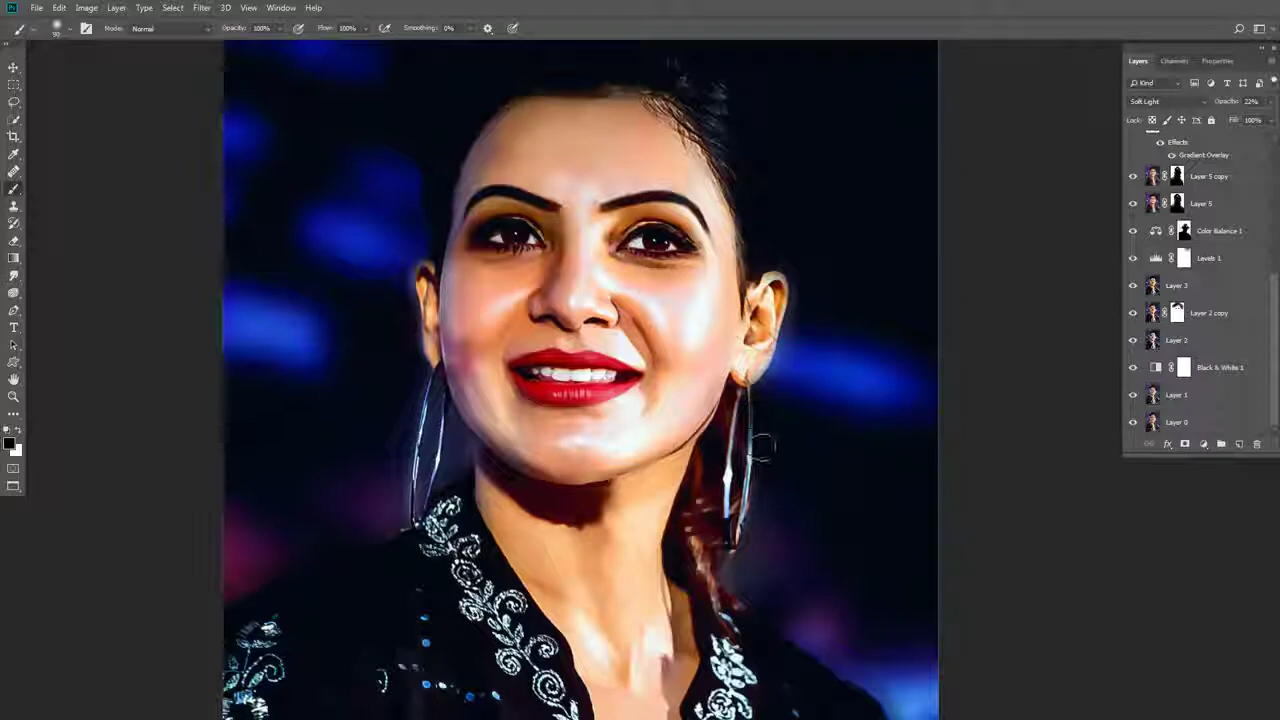 Ps File Edit Image Layer Type Select Filter 3D View Window Help
90 Mode: Normal Opacity: 100% Flow: 100% Smoothing: 0%
Layers Channels Properties
Kind
Soft Light Opacity: 22%
Lock: Fill: 100%
Effects
Gradient Overlay
Layer 5 copy
Layer 5
Color Balance 1
Levels 1
Layer 3
Layer 2 copy
Layer 2
Black & White 1
Layer 1
Layer 0